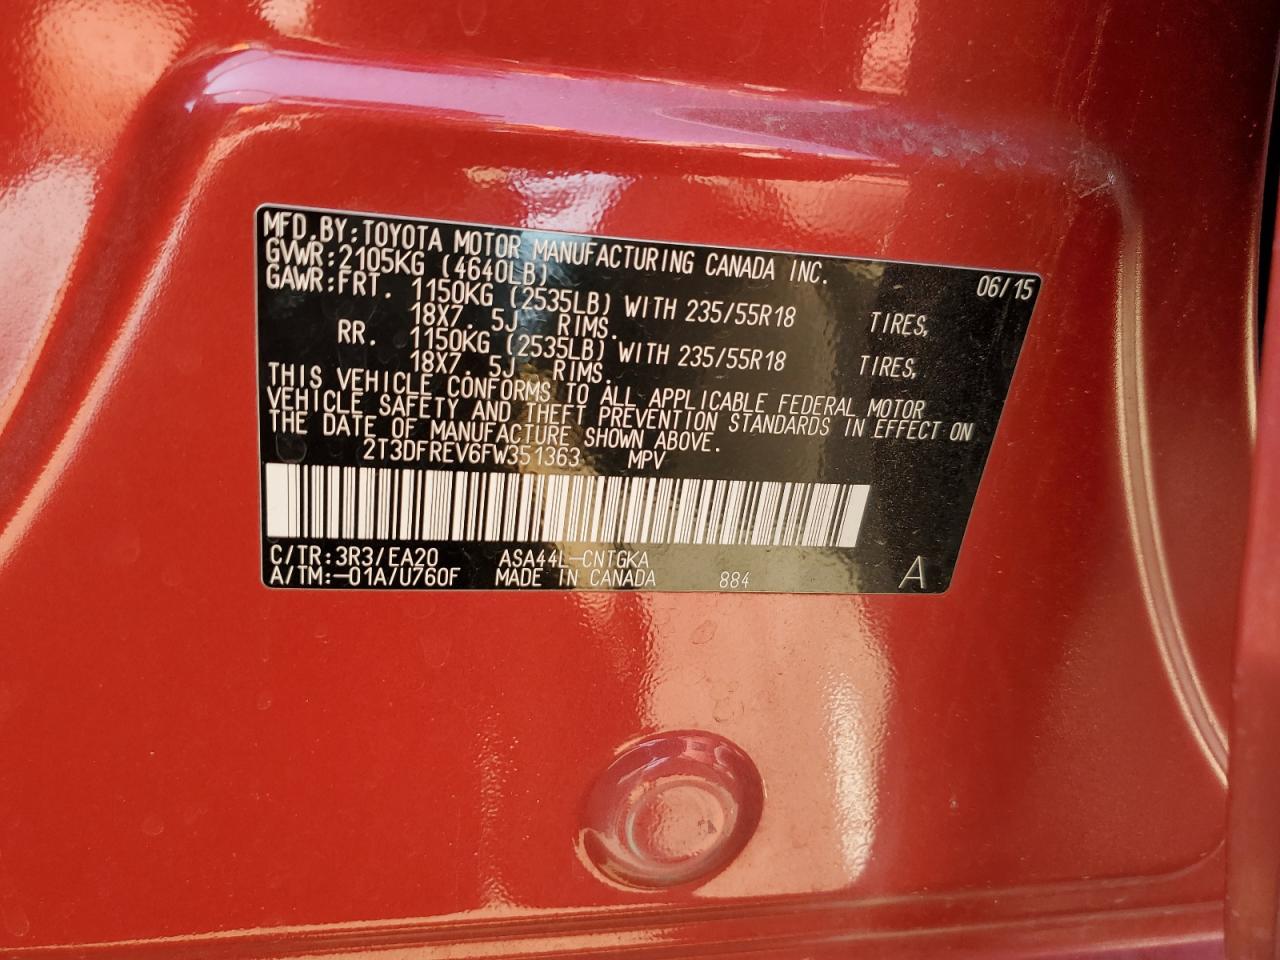 MFD.BY:TOYOTA MOTOR MANUFACTURING CANADA INC.
GVWR:2105KG (4640LB) 06/15
GAWR:FRT. 1150KG (2535LB) WITH 235/55R18 TIRES,
18X7. 5J RIMS.
RR. 1150KG (2535LB) WITH 235/55R18 TIRES,
18X7. 5J RIMS.
THIS VEHICLE CONFORMS TO ALL APPLICABLE FEDERAL MOTOR
VEHICLE SAFETY AND THEFT PREVENTION STANDARDS IN EFFECT ON
THE DATE OF MANUFACTURE SHOWN ABOVE.
2T3DFREV6FW351363 MPV
C/TR:3R3/EA20 ASA44L-CNTGKA
A/TM:-01A/U760F MADE IN CANADA 884 A